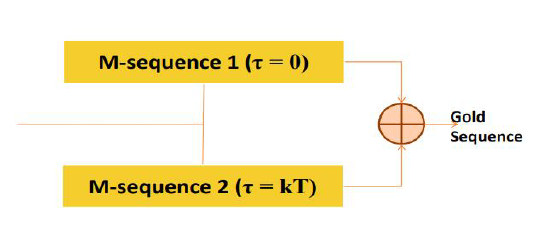 M-sequence 1 (τ = 0)
Gold
Sequence
M-sequence 2 (τ = kT)